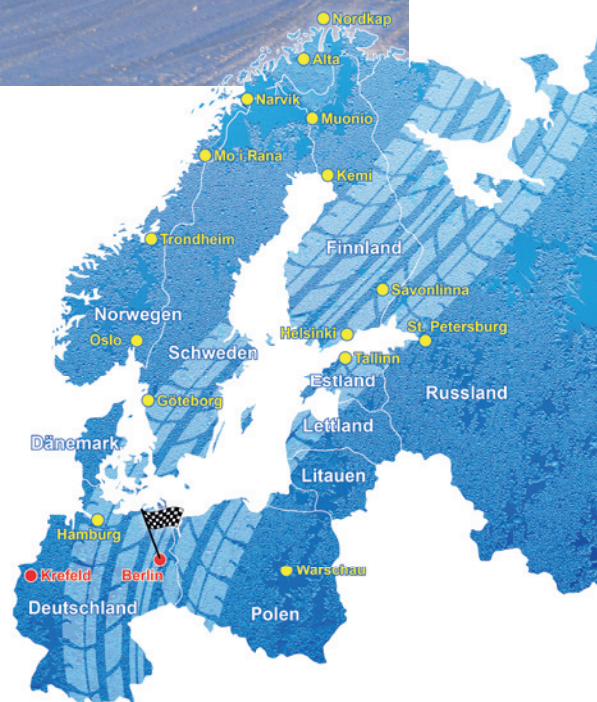 Nordkap
Alta
Narvik
Muonio
Mo i Rana
Kemi
Trondheim
Finnland
Savonlinna
Norwegen
Oslo
Helsinki
St. Petersburg
Schweden
Tallinn
Estland
Russland
Göteborg
Lettland
Dänemark
Litauen
Hamburg
Krefeld
Berlin
Warschau
Deutschland
Polen